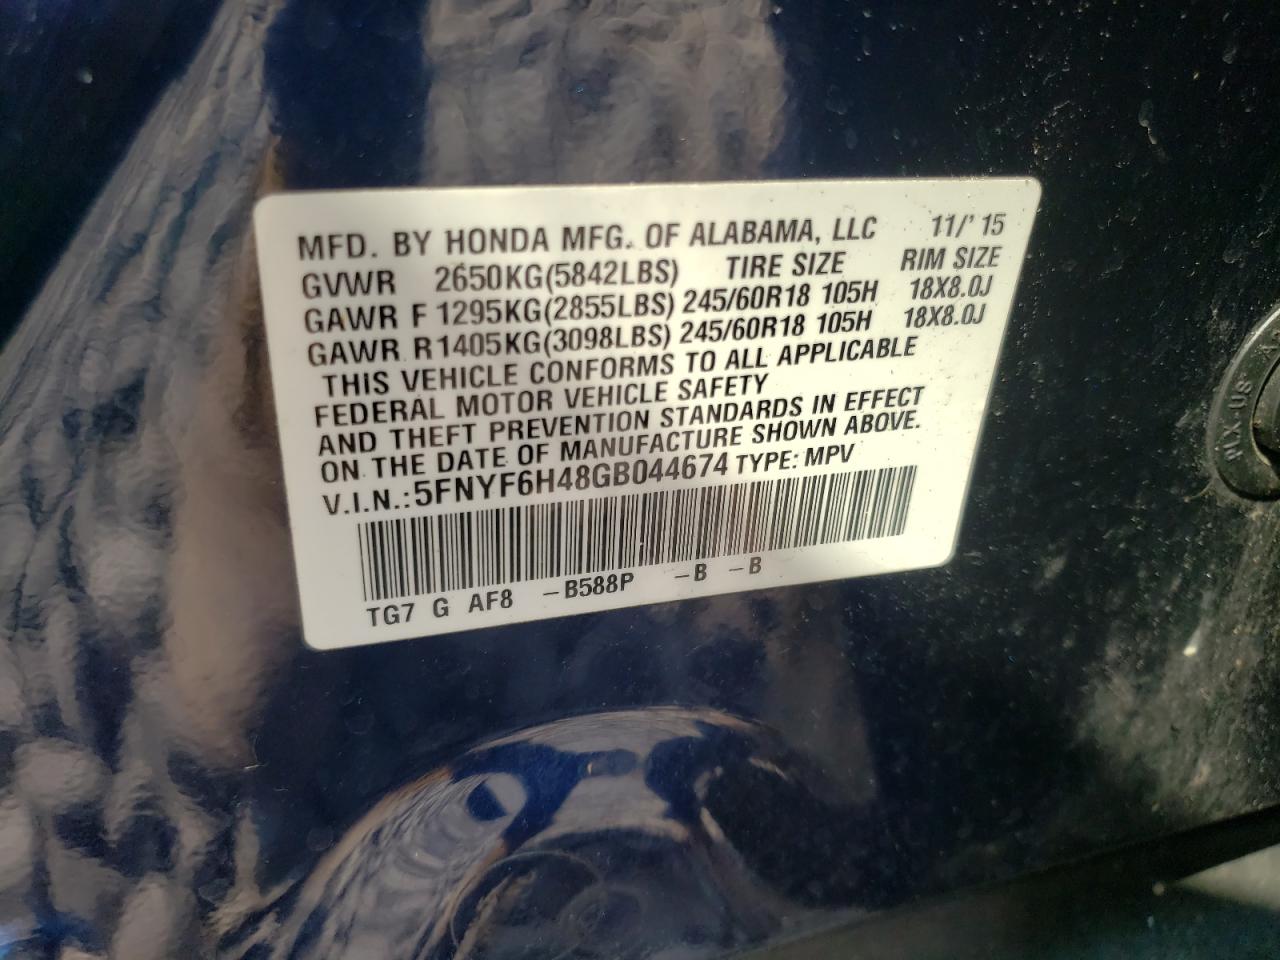 MFD. BY HONDA MFG. OF ALABAMA, LLC 11/' 15
GVWR 2650KG(5842LBS) TIRE SIZE RIM SIZE
GAWR F 1295KG(2855LBS) 245/60R18 105H 18X8.0J
GAWR R1405KG(3098LBS) 245/60R18 105H 18X8.0J
THIS VEHICLE CONFORMS TO ALL APPLICABLE
FEDERAL MOTOR VEHICLE SAFETY
AND THEFT PREVENTION STANDARDS IN EFFECT
ON THE DATE OF MANUFACTURE SHOWN ABOVE.
V.I.N.:5FNYF6H48GB044674 TYPE: MPV
TG7 G AF8 -B588P -B -B
WIX-US